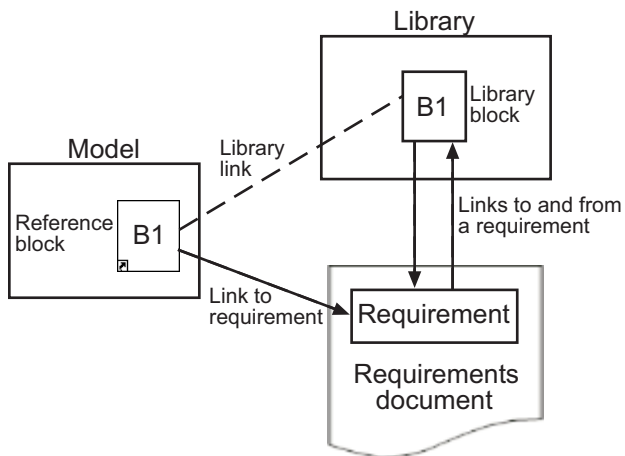 Library
B1
Library
block
Library
link
Model
Reference
block
B1
Links to and from
a requirement
Link to
requirement
Requirement
Requirements
document